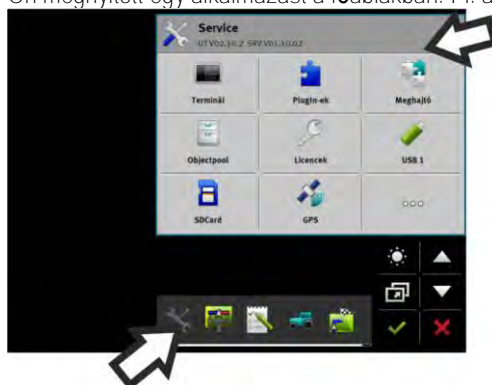 Service
UT V02.10.2 SRV V01.10.02
Terminál
Plugin-ek
Meghajtó
Objectpool
Licencek
USB 1
SDCard
GPS